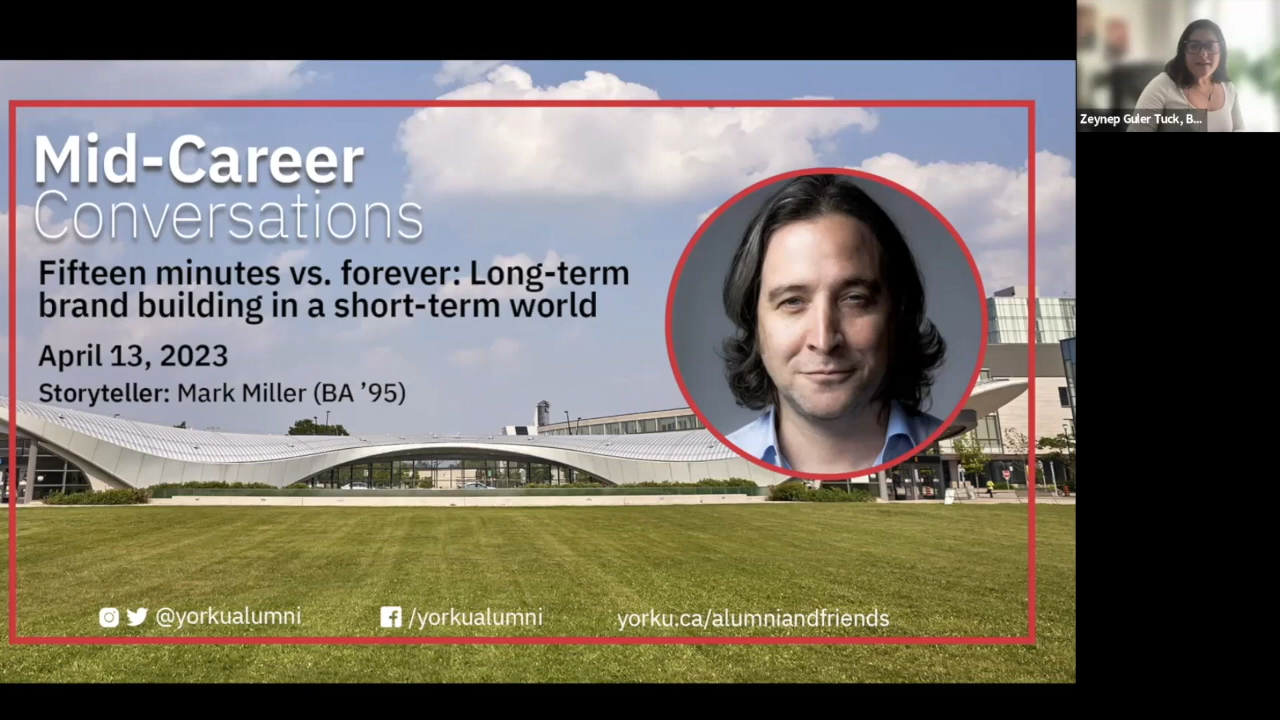 Mid-Career
Conversations
Fifteen minutes vs. forever: Long-term
brand building in a short-term world
April 13, 2023
Storyteller: Mark Miller (BA ’95)
@yorkualumni
/yorkualumni
yorku.ca/alumniandfriends
Zeynep Guler Tuck, B...